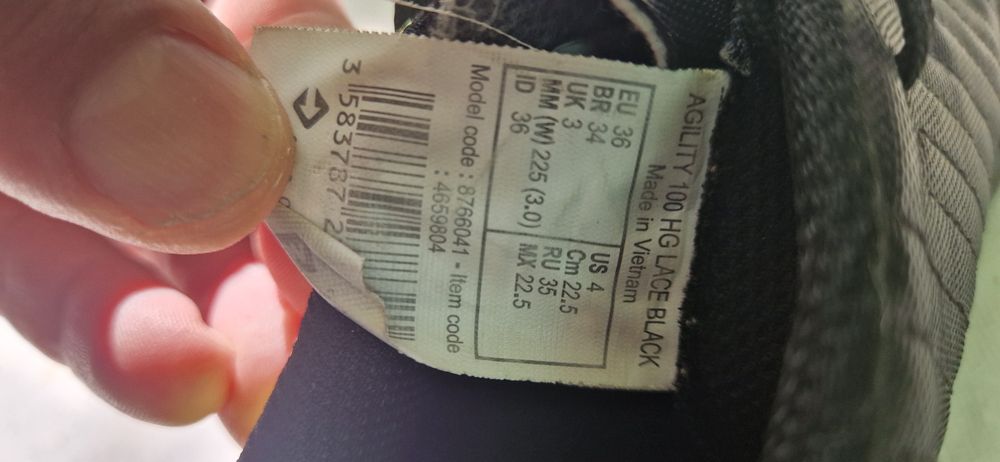 AGILITY 100 HG LACE BLACK
Made in Vietnam
EU 36 US 4
BR 34 Cm 22.5
UK 3 RU 35
MM (W) 225 (3.0) MX 22.5
ID 36
Model code : 8766041 - Item code
: 4659804
3 583787 2